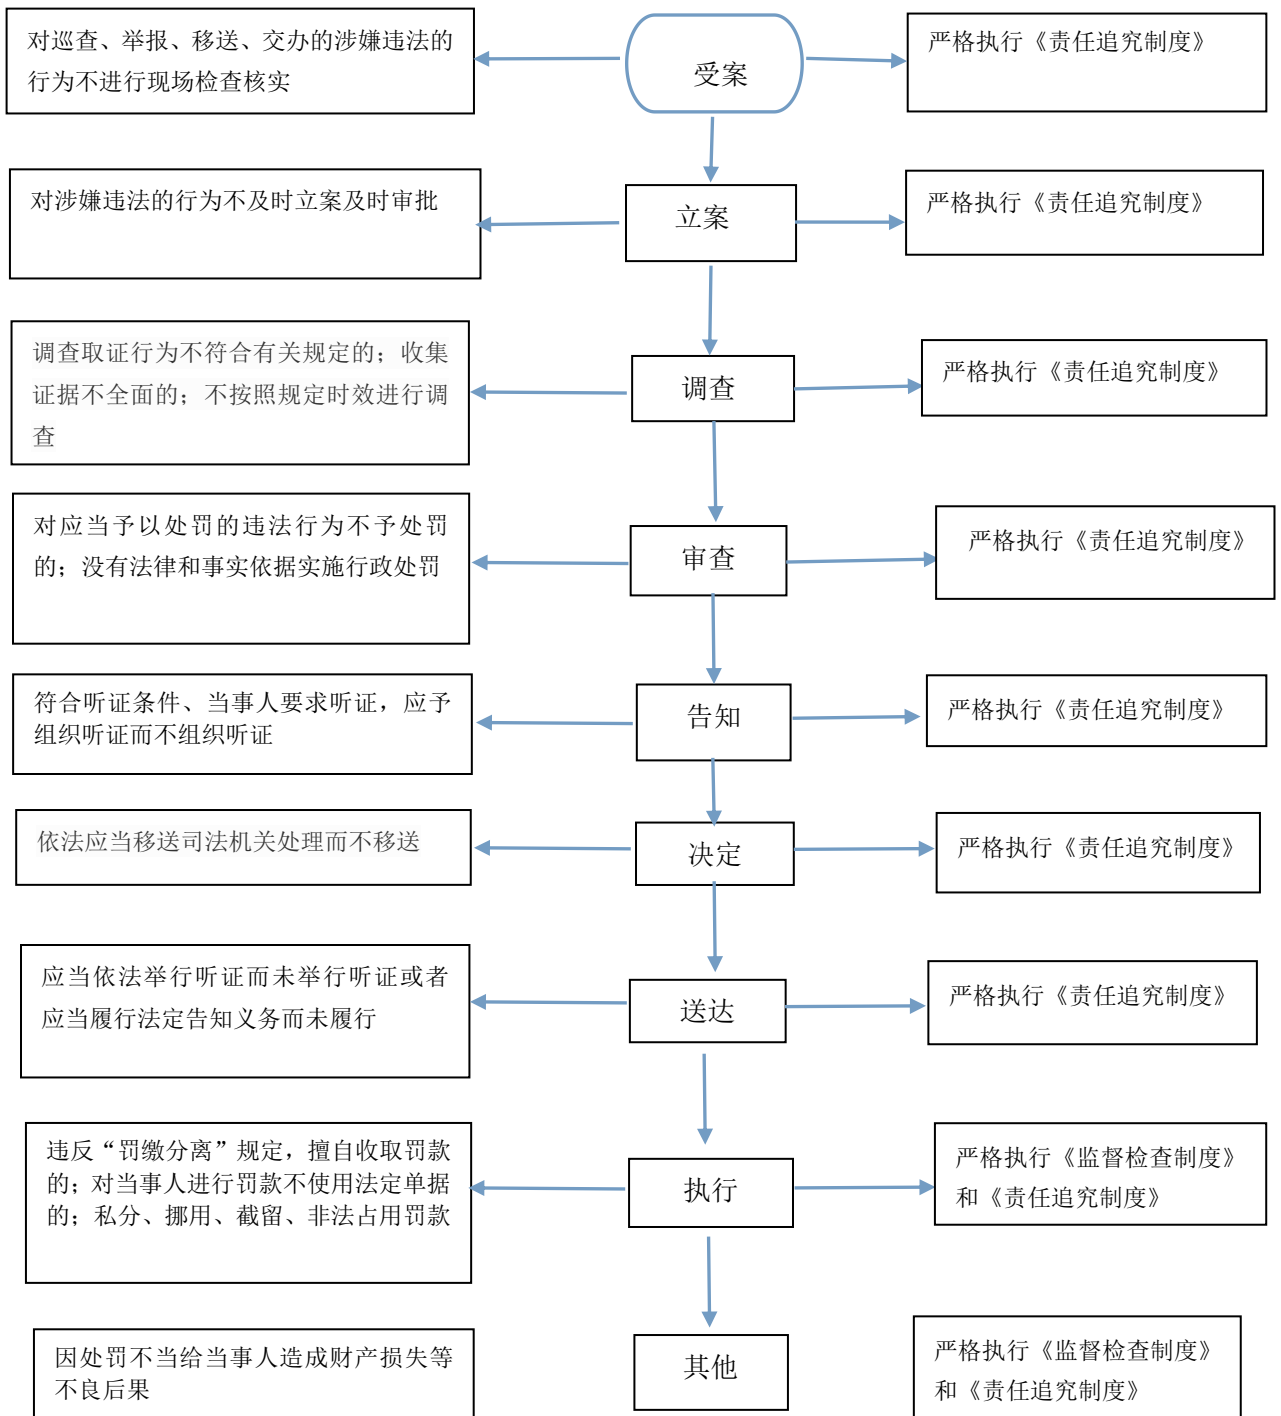 对巡查、举报、移送、交办的涉嫌违法的
行为不进行现场检查核实
受案
严格执行《责任追究制度》
对涉嫌违法的行为不及时立案及时审批
立案
严格执行《责任追究制度》
调查取证行为不符合有关规定的；收集
证据不全面的；不按照规定时效进行调
查
调查
严格执行《责任追究制度》
对应当予以处罚的违法行为不予处罚
的；没有法律和事实依据实施行政处罚
审查
严格执行《责任追究制度》
符合听证条件、当事人要求听证，应予
组织听证而不组织听证
告知
严格执行《责任追究制度》
依法应当移送司法机关处理而不移送
决定
严格执行《责任追究制度》
应当依法举行听证而未举行听证或者
应当履行法定告知义务而未履行
送达
严格执行《责任追究制度》
违反“罚缴分离”规定，擅自收取罚款
的；对当事人进行罚款不使用法定单据
的；私分、挪用、截留、非法占用罚款
执行
严格执行《监督检查制度》
和《责任追究制度》
因处罚不当给当事人造成财产损失等
不良后果
其他
严格执行《监督检查制度》
和《责任追究制度》